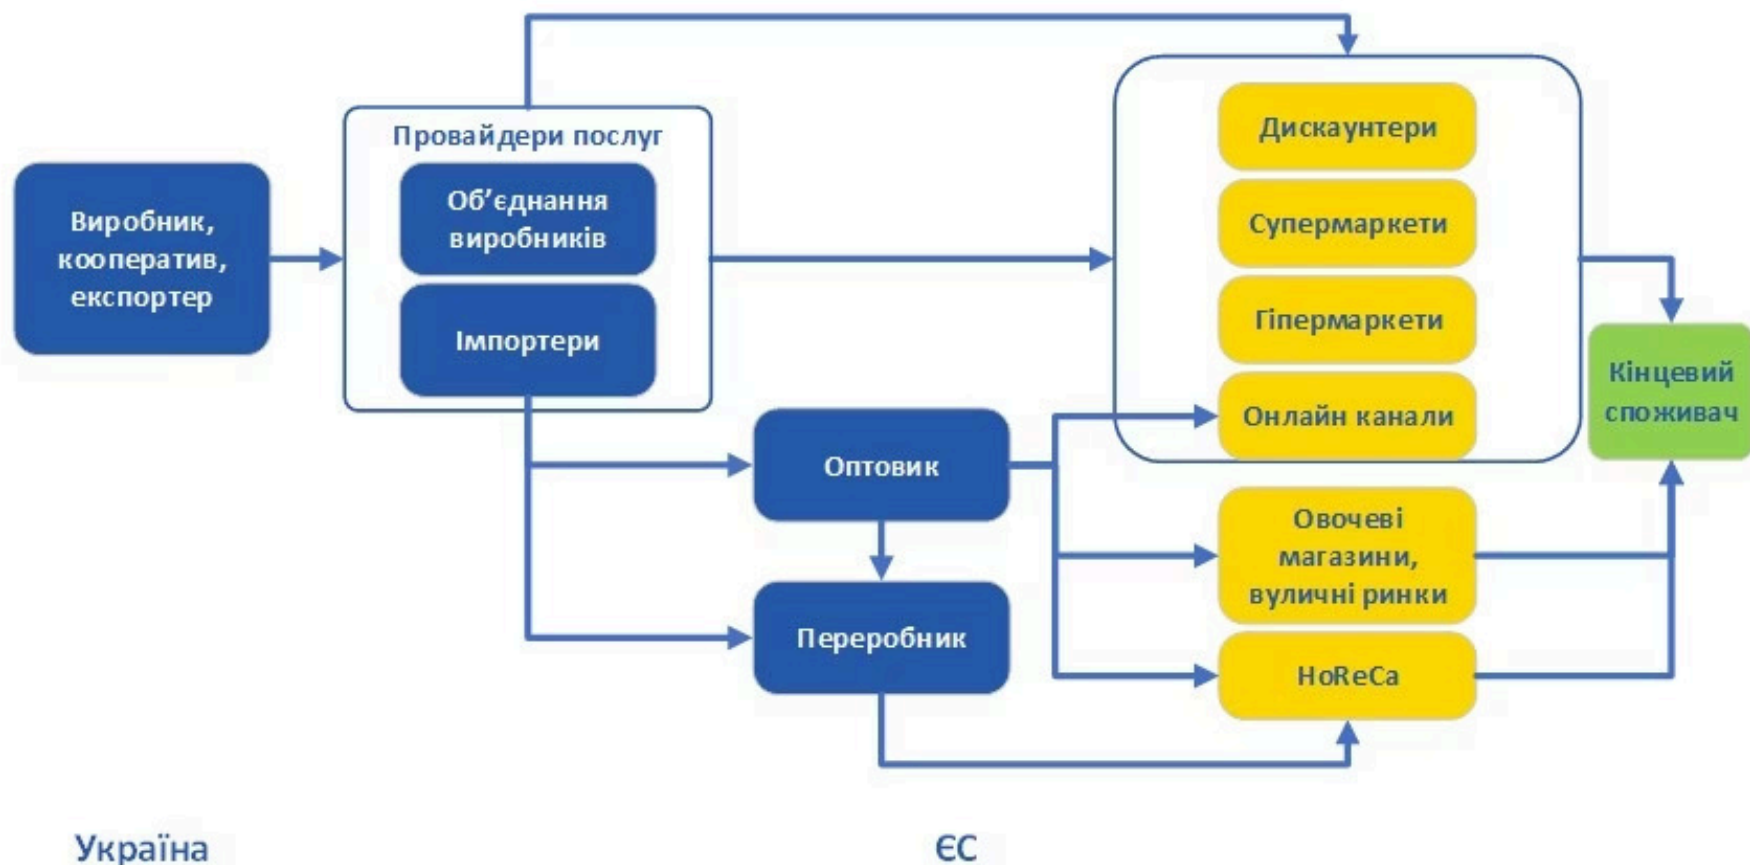 Провайдери послуг
Виробник,
кооператив,
експортер
Об’єднання
виробників
Імпортери
Оптовик
Переробник
Дискаунтери
Супермаркети
Гіпермаркети
Онлайн канали
Овочеві
магазини,
вуличні ринки
HoReCa
Кінцевий
споживач
Україна
ЄС